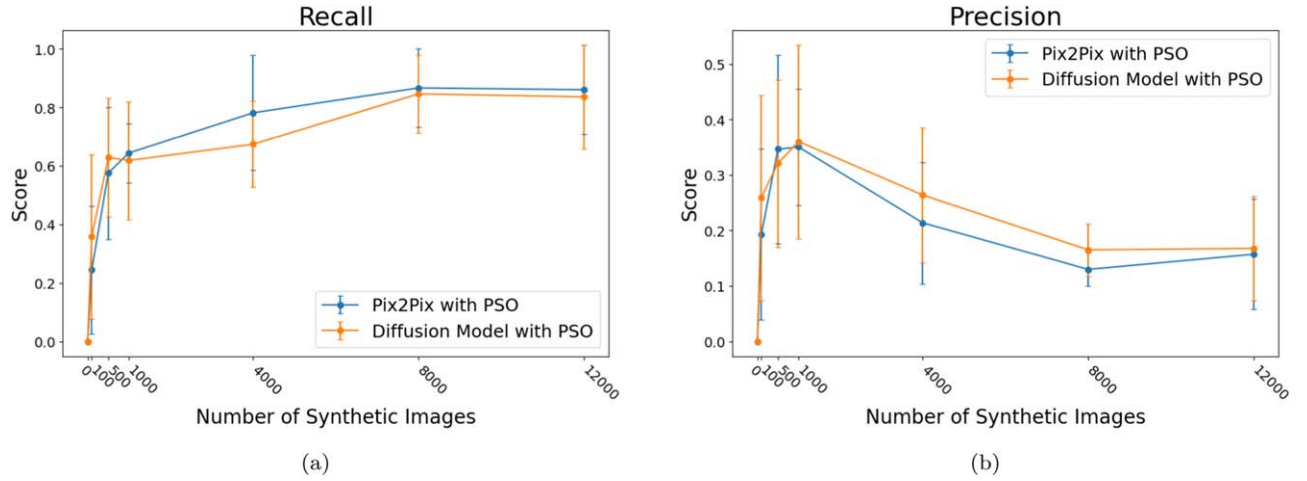 Recall
1.0
0.8
0.6
0.4
0.2
0.0
Score
Pix2Pix with PSO
Diffusion Model with PSO
0
100
500
1000
4000
8000
12000
Number of Synthetic Images
(a)
Precision
0.5
0.4
0.3
0.2
0.1
0.0
Score
Pix2Pix with PSO
Diffusion Model with PSO
0
100
500
1000
4000
8000
12000
Number of Synthetic Images
(b)